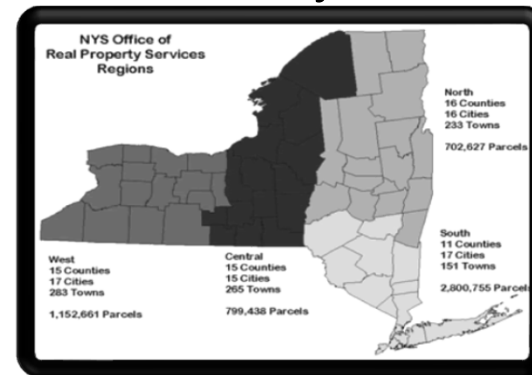 NYS Office of
Real Property Services
Regions
North
16 Counties
16 Cities
233 Towns
702,627 Parcels
South
11 Counties
17 Cities
151 Towns
2,800,755 Parcels
West
15 Counties
17 Cities
283 Towns
1,152,661 Parcels
Central
15 Counties
15 Cities
265 Towns
799,438 Parcels